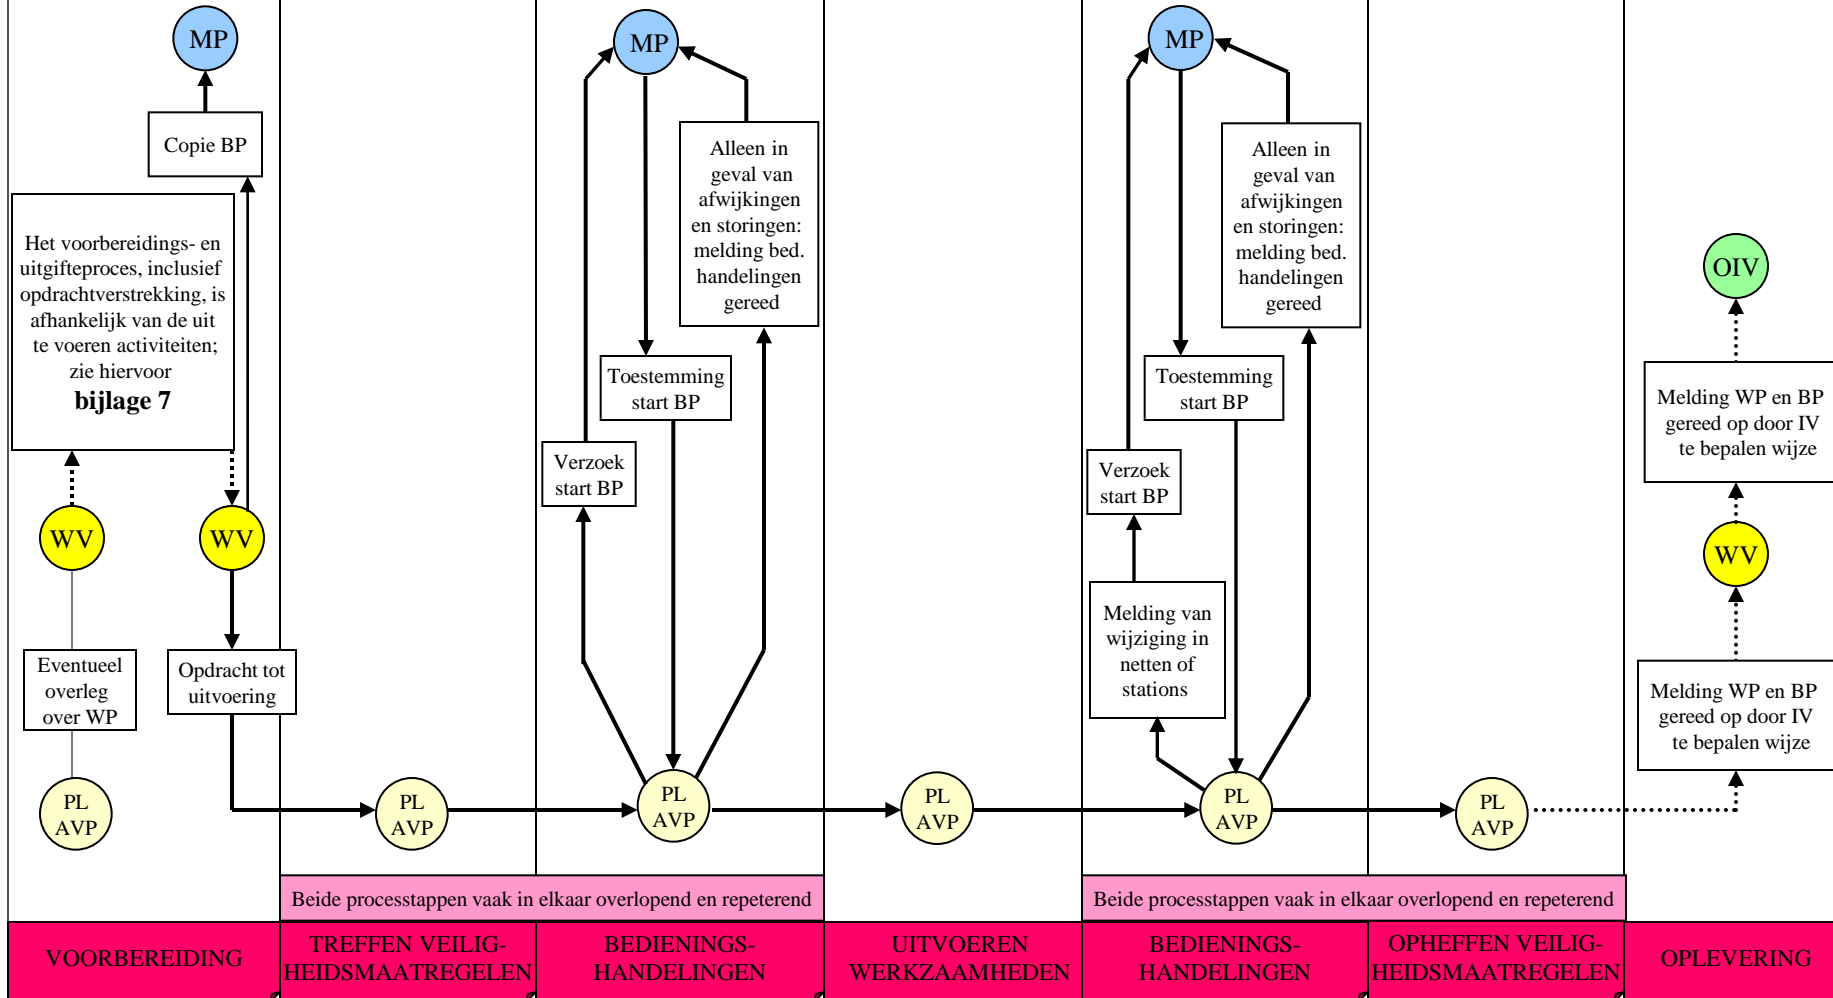 MP
Copie BP
Het voorbereidings- en
uitgifteproces, inclusief
opdrachtverstrekking, is
afhankelijk van de uit
te voeren activiteiten;
zie hiervoor
bijlage 7
WV
WV
Eventueel
overleg
over WP
Opdracht tot
uitvoering
PL
AVP
PL
AVP
MP
Alleen in
geval van
afwijkingen
en storingen:
melding bed.
handelingen
gereed
Toestemming
start BP
Verzoek
start BP
PL
AVP
PL
AVP
MP
Alleen in
geval van
afwijkingen
en storingen:
melding bed.
handelingen
gereed
Toestemming
start BP
Verzoek
start BP
Melding van
wijziging in
netten of
stations
PL
AVP
PL
AVP
OIV
Melding WP en BP
gereed op door IV
te bepalen wijze
WV
Melding WP en BP
gereed op door IV
te bepalen wijze
Beide processtappen vaak in elkaar overlopend en repeterend
Beide processtappen vaak in elkaar overlopend en repeterend
VOORBEREIDING
TREFFEN VEILIG-
HEIDSMAATREGELEN
BEDIENINGS-
HANDELINGEN
UITVOEREN
WERKZAAMHEDEN
BEDIENINGS-
HANDELINGEN
OPHEFFEN VEILIG-
HEIDSMAATREGELEN
OPLEVERING